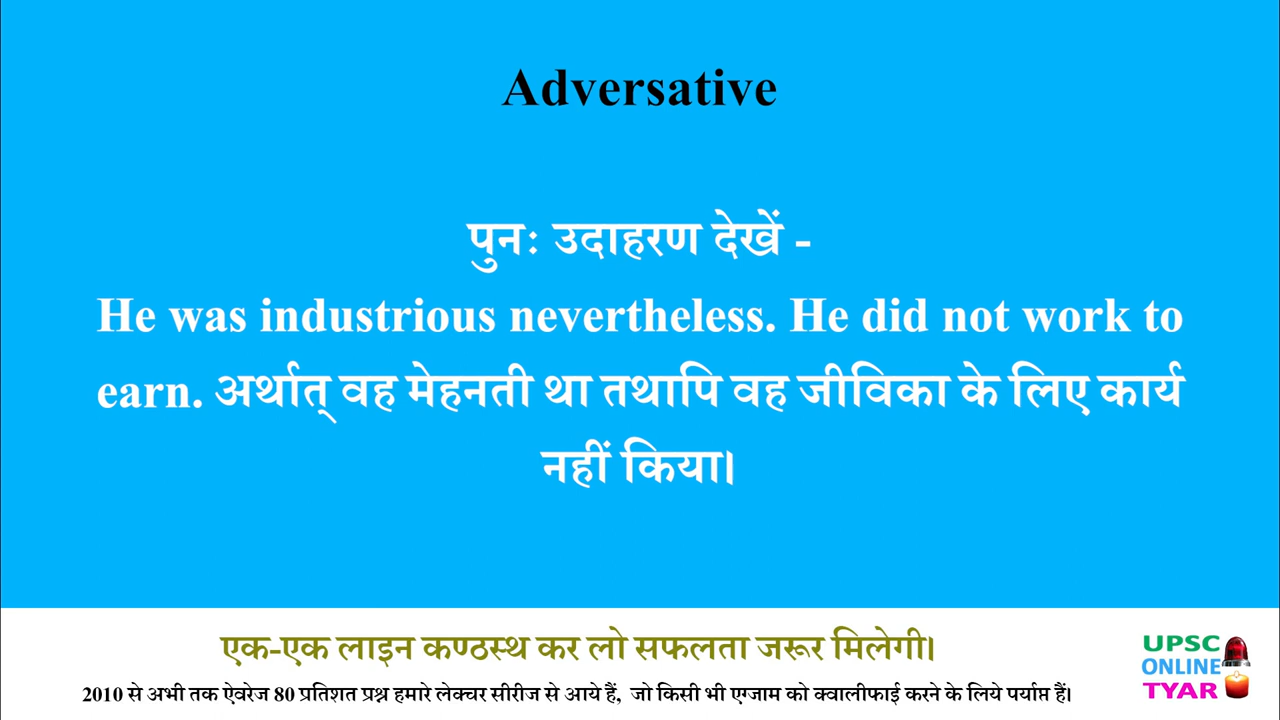 Adversative
पुनः उदाहरण देखें -
He was industrious nevertheless. He did not work to
earn. अर्थात् वह मेहनती था तथापि वह जीविका के लिए कार्य
नहीं किया।
एक-एक लाइन कण्ठस्थ कर लो सफलता जरूर मिलेगी।
2010 से अभी तक ऐवरेज 80 प्रतिशत प्रश्न हमारे लेक्चर सीरीज से आये हैं, जो किसी भी एग्जाम को क्वालीफाई करने के लिये पर्याप्त हैं।
UPSC
ONLINE
TYAR